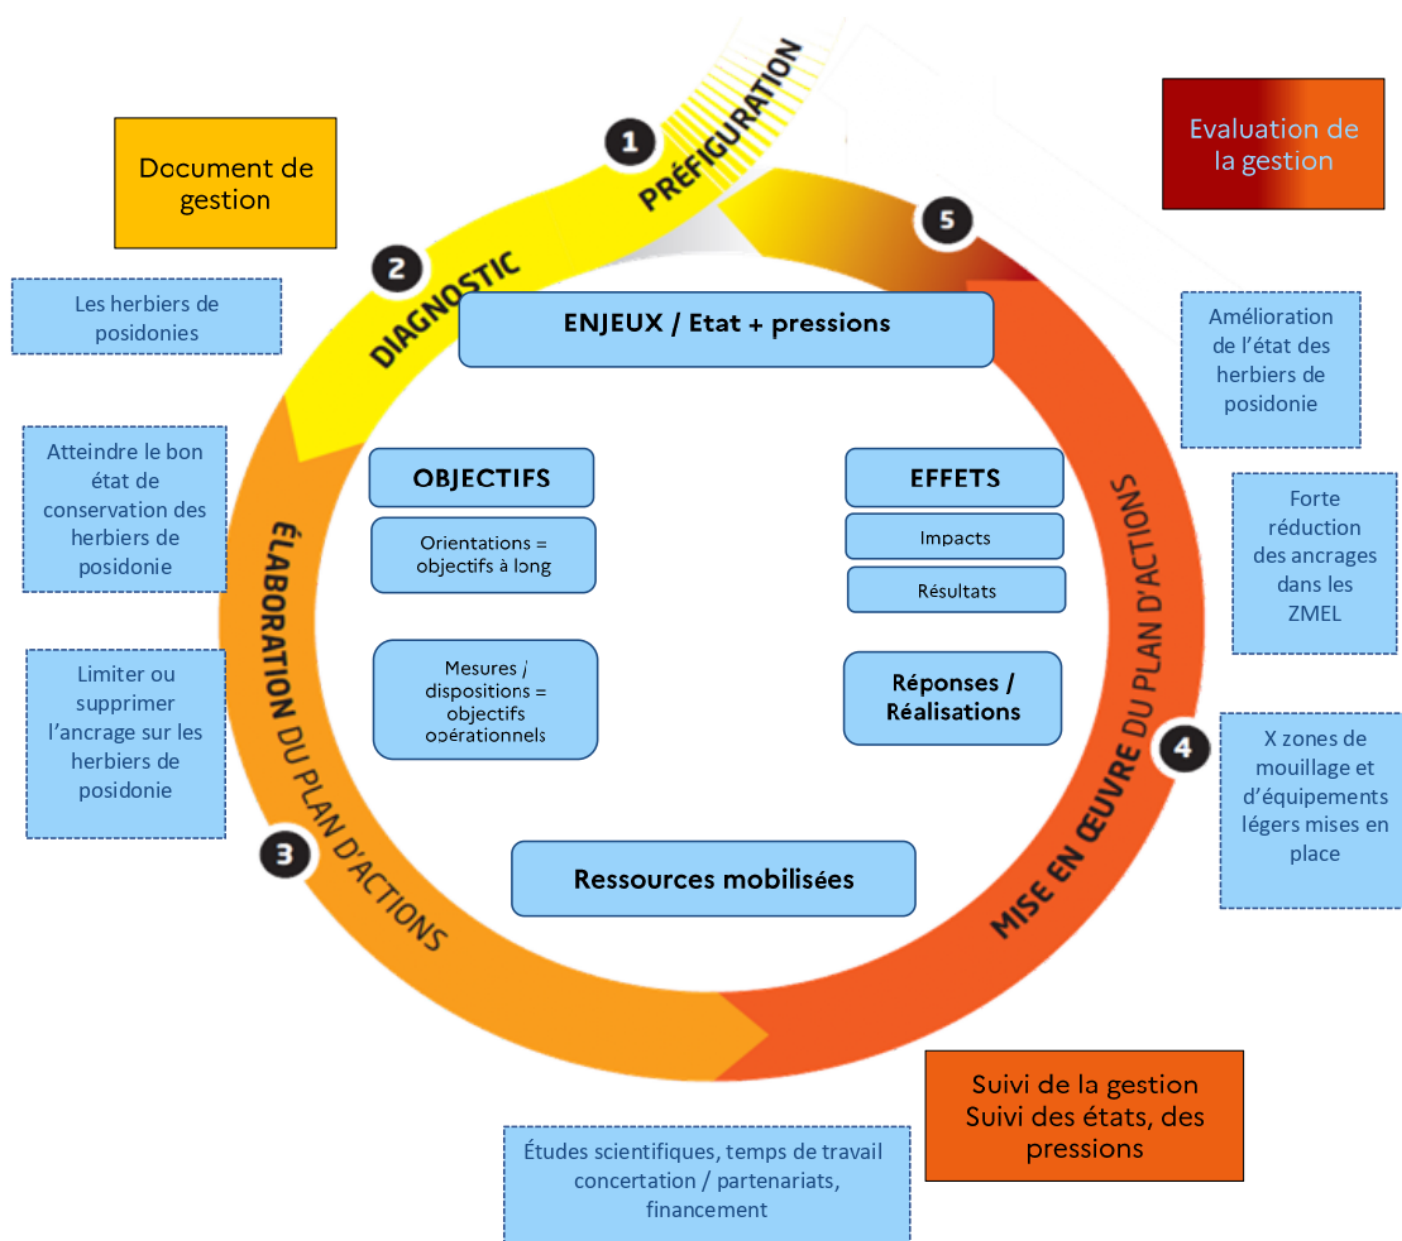 1
PRÉFIGURATION
Document de
gestion
Evaluation de
la gestion
5
2
DIAGNOSTIC
Les herbiers de
posidonies
ENJEUX / Etat + pressions
Amélioration
de l’état des
herbiers de
posidonie
Atteindre le bon
état de
conservation des
herbiers de
posidonie
OBJECTIFS
Orientations =
objectifs à long
EFFETS
Impacts
Résultats
Forte
réduction
des ancrages
dans les
ZMEL
ÉLABORATION DU PLAN D’ACTIONS
MISE EN ŒUVRE DU PLAN D’ACTIONS
Limiter ou
supprimer
l’ancrage sur les
herbiers de
posidonie
Mesures /
dispositions =
objectifs
opérationnels
Réponses /
Réalisations
4
X zones de
mouillage et
d’équipements
légers mises en
place
3
Ressources mobilisées
Suivi de la gestion
Suivi des états, des
pressions
Études scientifiques, temps de travail
concertation / partenariats,
financement